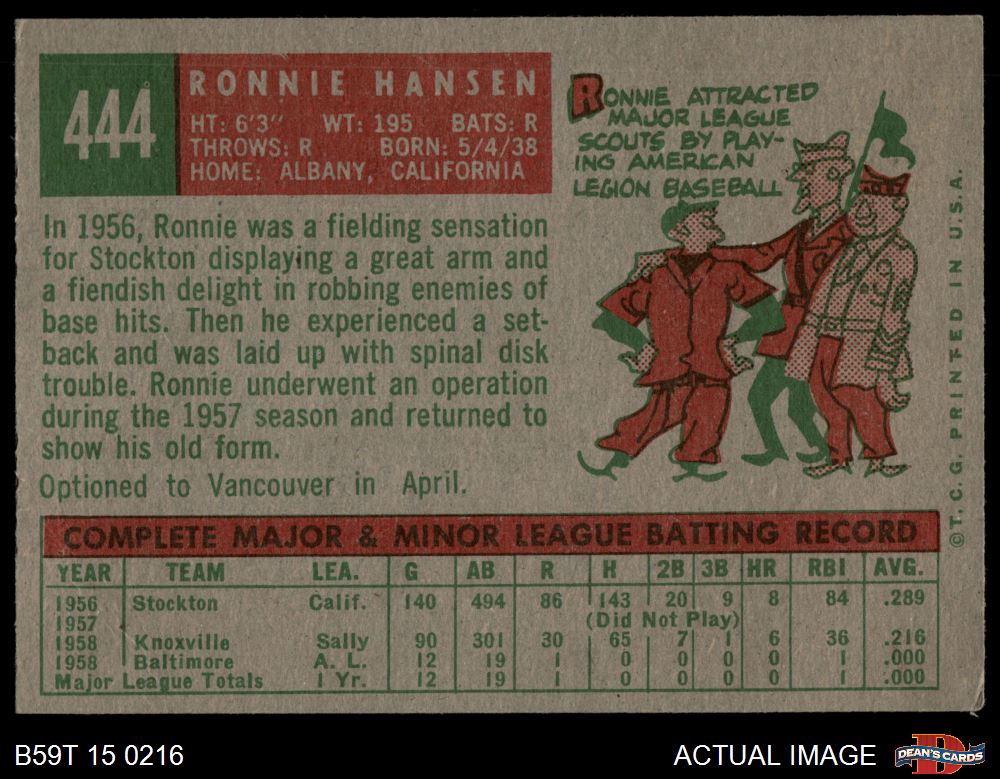 444
RONNIE HANSEN
HT: 6'3" WT: 195 BATS: R
THROWS: R BORN: 5/4/38
HOME: ALBANY, CALIFORNIA
RONNIE ATTRACTED
MAJOR LEAGUE
SCOUTS BY PLAY-
ING AMERICAN
LEGION BASEBALL
In 1956, Ronnie was a fielding sensation
for Stockton displaying a great arm and
a fiendish delight in robbing enemies of
base hits. Then he experienced a set-
back and was laid up with spinal disk
trouble. Ronnie underwent an operation
during the 1957 season and returned to
show his old form.
Optioned to Vancouver in April.
©T.C.G. PRINTED IN U.S.A.
COMPLETE MAJOR & MINOR LEAGUE BATTING RECORD
YEAR TEAM LEA. G AB R H 2B 3B HR RBI AVG.
1956 Stockton Calif. 140 494 86 143 20 9 8 84 .289
1957 (Did Not Play)
1958 Knoxville Sally 90 301 30 65 7 1 6 36 .216
1958 Baltimore A. L. 12 19 1 0 0 0 0 1 .000
Major League Totals 1 Yr. 12 19 1 0 0 0 0 1 .000
B59T 15 0216
ACTUAL IMAGE
DEAN'S CARDS